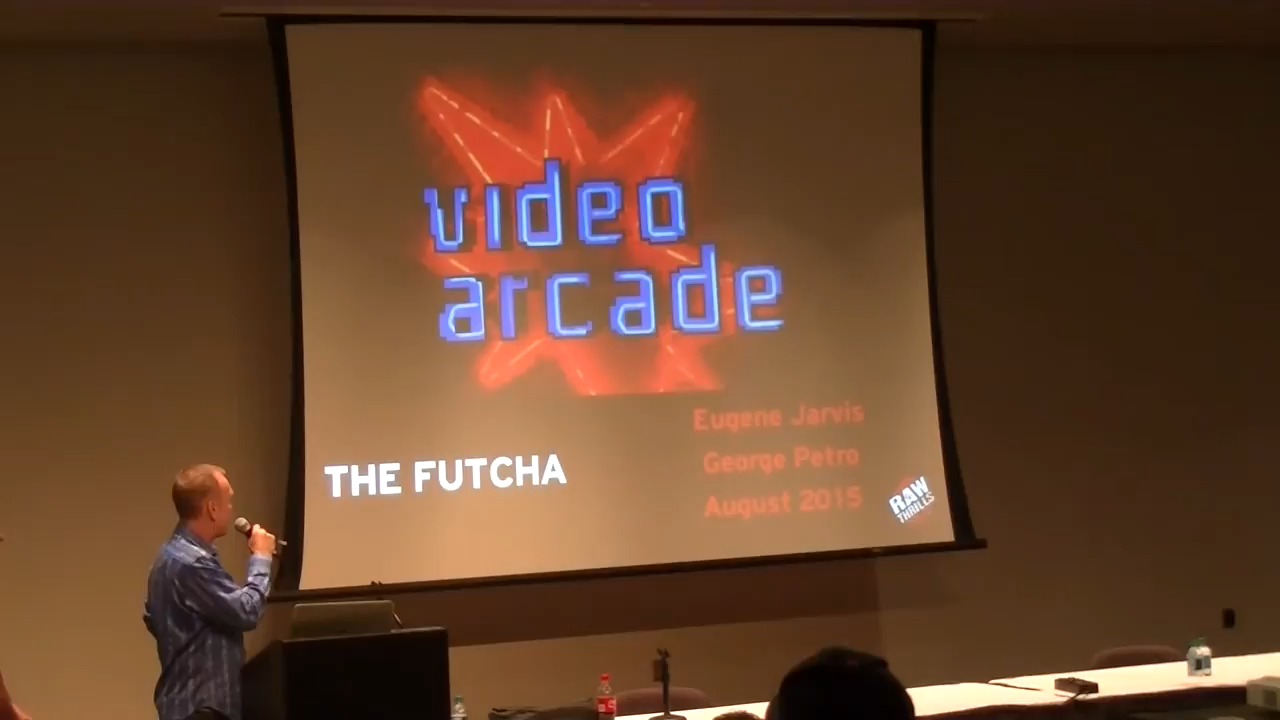 video
arcade
THE FUTCHA
Eugene Jarvis
George Petro
August 2015
RAW
THRILLS